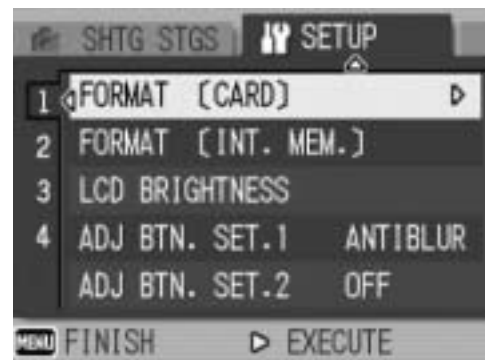 SHTG STGS SETUP
1 FORMAT [CARD]
2 FORMAT [INT. MEM.]
3 LCD BRIGHTNESS
4 ADJ BTN. SET.1 ANTIBLUR
ADJ BTN. SET.2 OFF
MENU FINISH EXECUTE